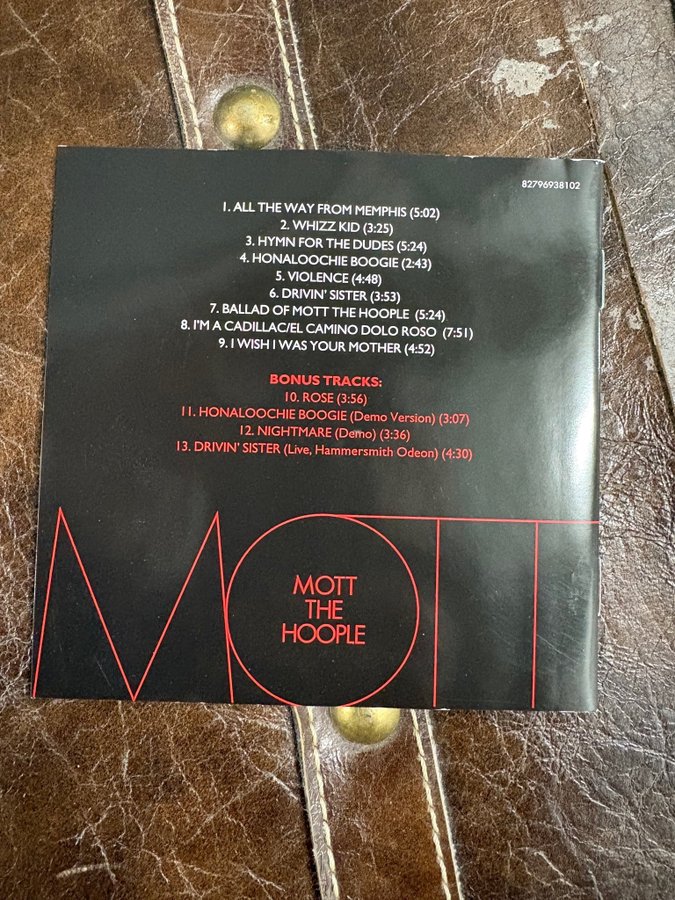 82796938102
1. ALL THE WAY FROM MEMPHIS (5:02)
2. WHIZZ KID (3:25)
3. HYMN FOR THE DUDES (5:24)
4. HONALOOCHIE BOOGIE (2:43)
5. VIOLENCE (4:48)
6. DRIVIN' SISTER (3:53)
7. BALLAD OF MOTT THE HOOPLE (5:24)
8. I'M A CADILLAC/EL CAMINO DOLO ROSO (7:51)
9. I WISH I WAS YOUR MOTHER (4:52)
BONUS TRACKS:
10. ROSE (3:56)
11. HONALOOCHIE BOOGIE (Demo Version) (3:07)
12. NIGHTMARE (Demo) (3:36)
13. DRIVIN' SISTER (Live, Hammersmith Odeon) (4:30)
MOTT
MOTT
THE
HOOPLE